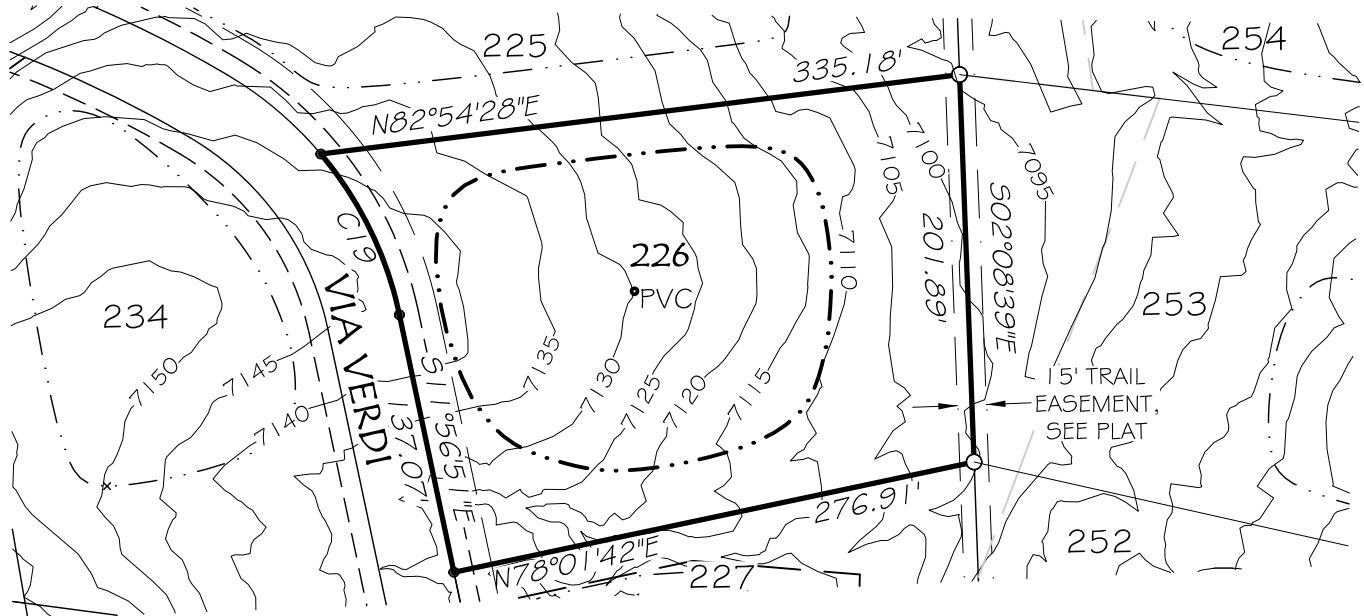 225
254
335.18'
N82°54'28"E
7105
7100
7095
C19
226
PVC
7110
201.89'
S02°08'39"E
253
234
VIA VERDI
7150
7145
7140
7135
7130
7125
7120
7115
S11°56'51"E
137.07'
15' TRAIL
EASEMENT,
SEE PLAT
276.91'
N78°01'42"E
227
252